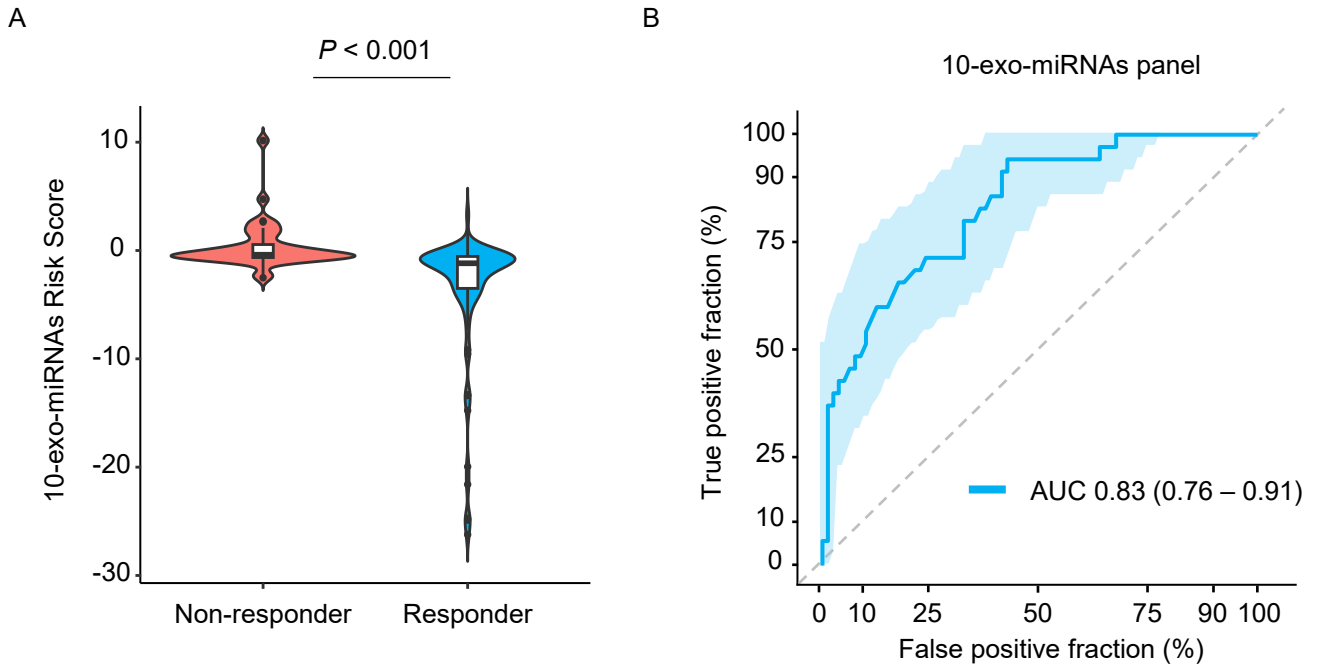 A
P < 0.001
10-exo-miRNAs Risk Score
10
0
-10
-20
-30
Non-responder
Responder
B
10-exo-miRNAs panel
True positive fraction (%)
100
90
75
50
25
10
0
AUC 0.83 (0.76 – 0.91)
0 10 25 50 75 90 100
False positive fraction (%)